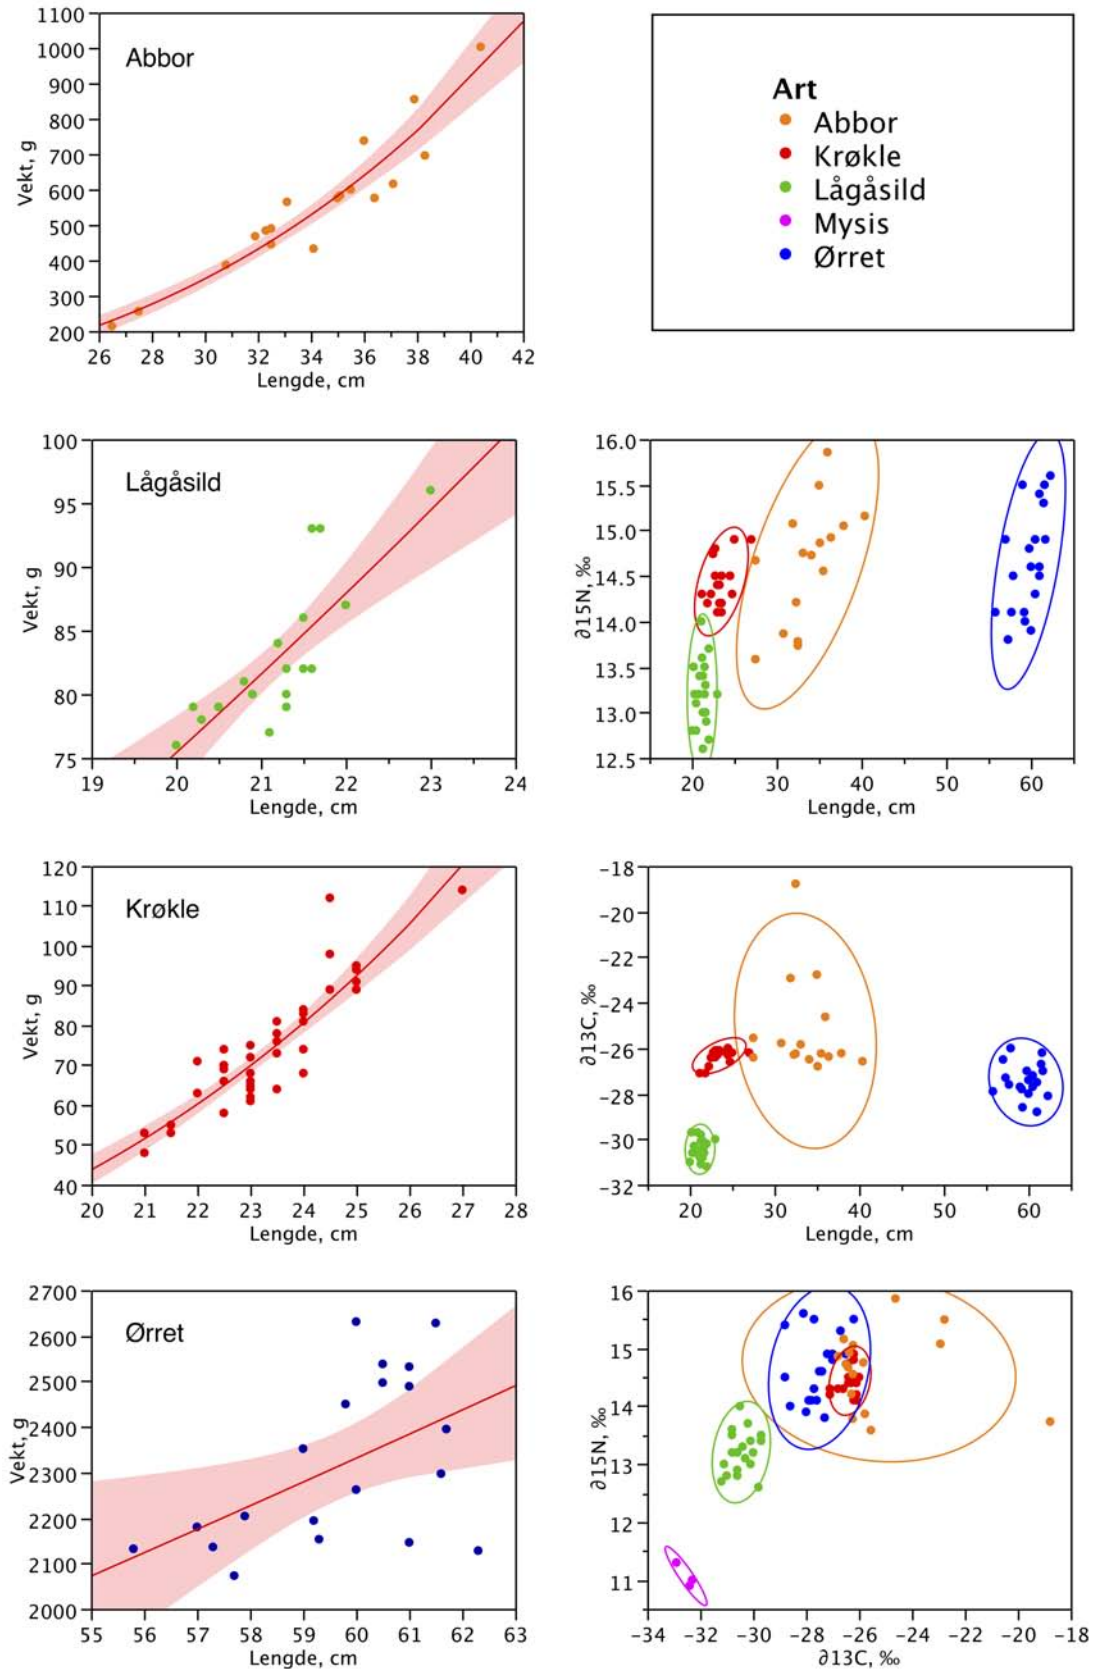 Abbor
1100
1000
900
800
700
600
500
400
300
200
Vekt, g
26 28 30 32 34 36 38 40 42
Lengde, cm
Art
Abbor
Krøkle
Lågåsild
Mysis
Ørret
Lågåsild
100
95
90
85
80
75
Vekt, g
19 20 21 22 23 24
Lengde, cm
16.0
15.5
15.0
14.5
14.0
13.5
13.0
12.5
∂15N, ‰
20 30 40 50 60
Lengde, cm
Krøkle
120
110
100
90
80
70
60
50
40
Vekt, g
20 21 22 23 24 25 26 27 28
Lengde, cm
−18
−20
−22
−24
−26
−28
−30
−32
∂13C, ‰
20 30 40 50 60
Lengde, cm
Ørret
2700
2600
2500
2400
2300
2200
2100
2000
Vekt, g
55 56 57 58 59 60 61 62 63
Lengde, cm
16
15
14
13
12
11
∂15N, ‰
−34 −32 −30 −28 −26 −24 −22 −20 −18
∂13C, ‰